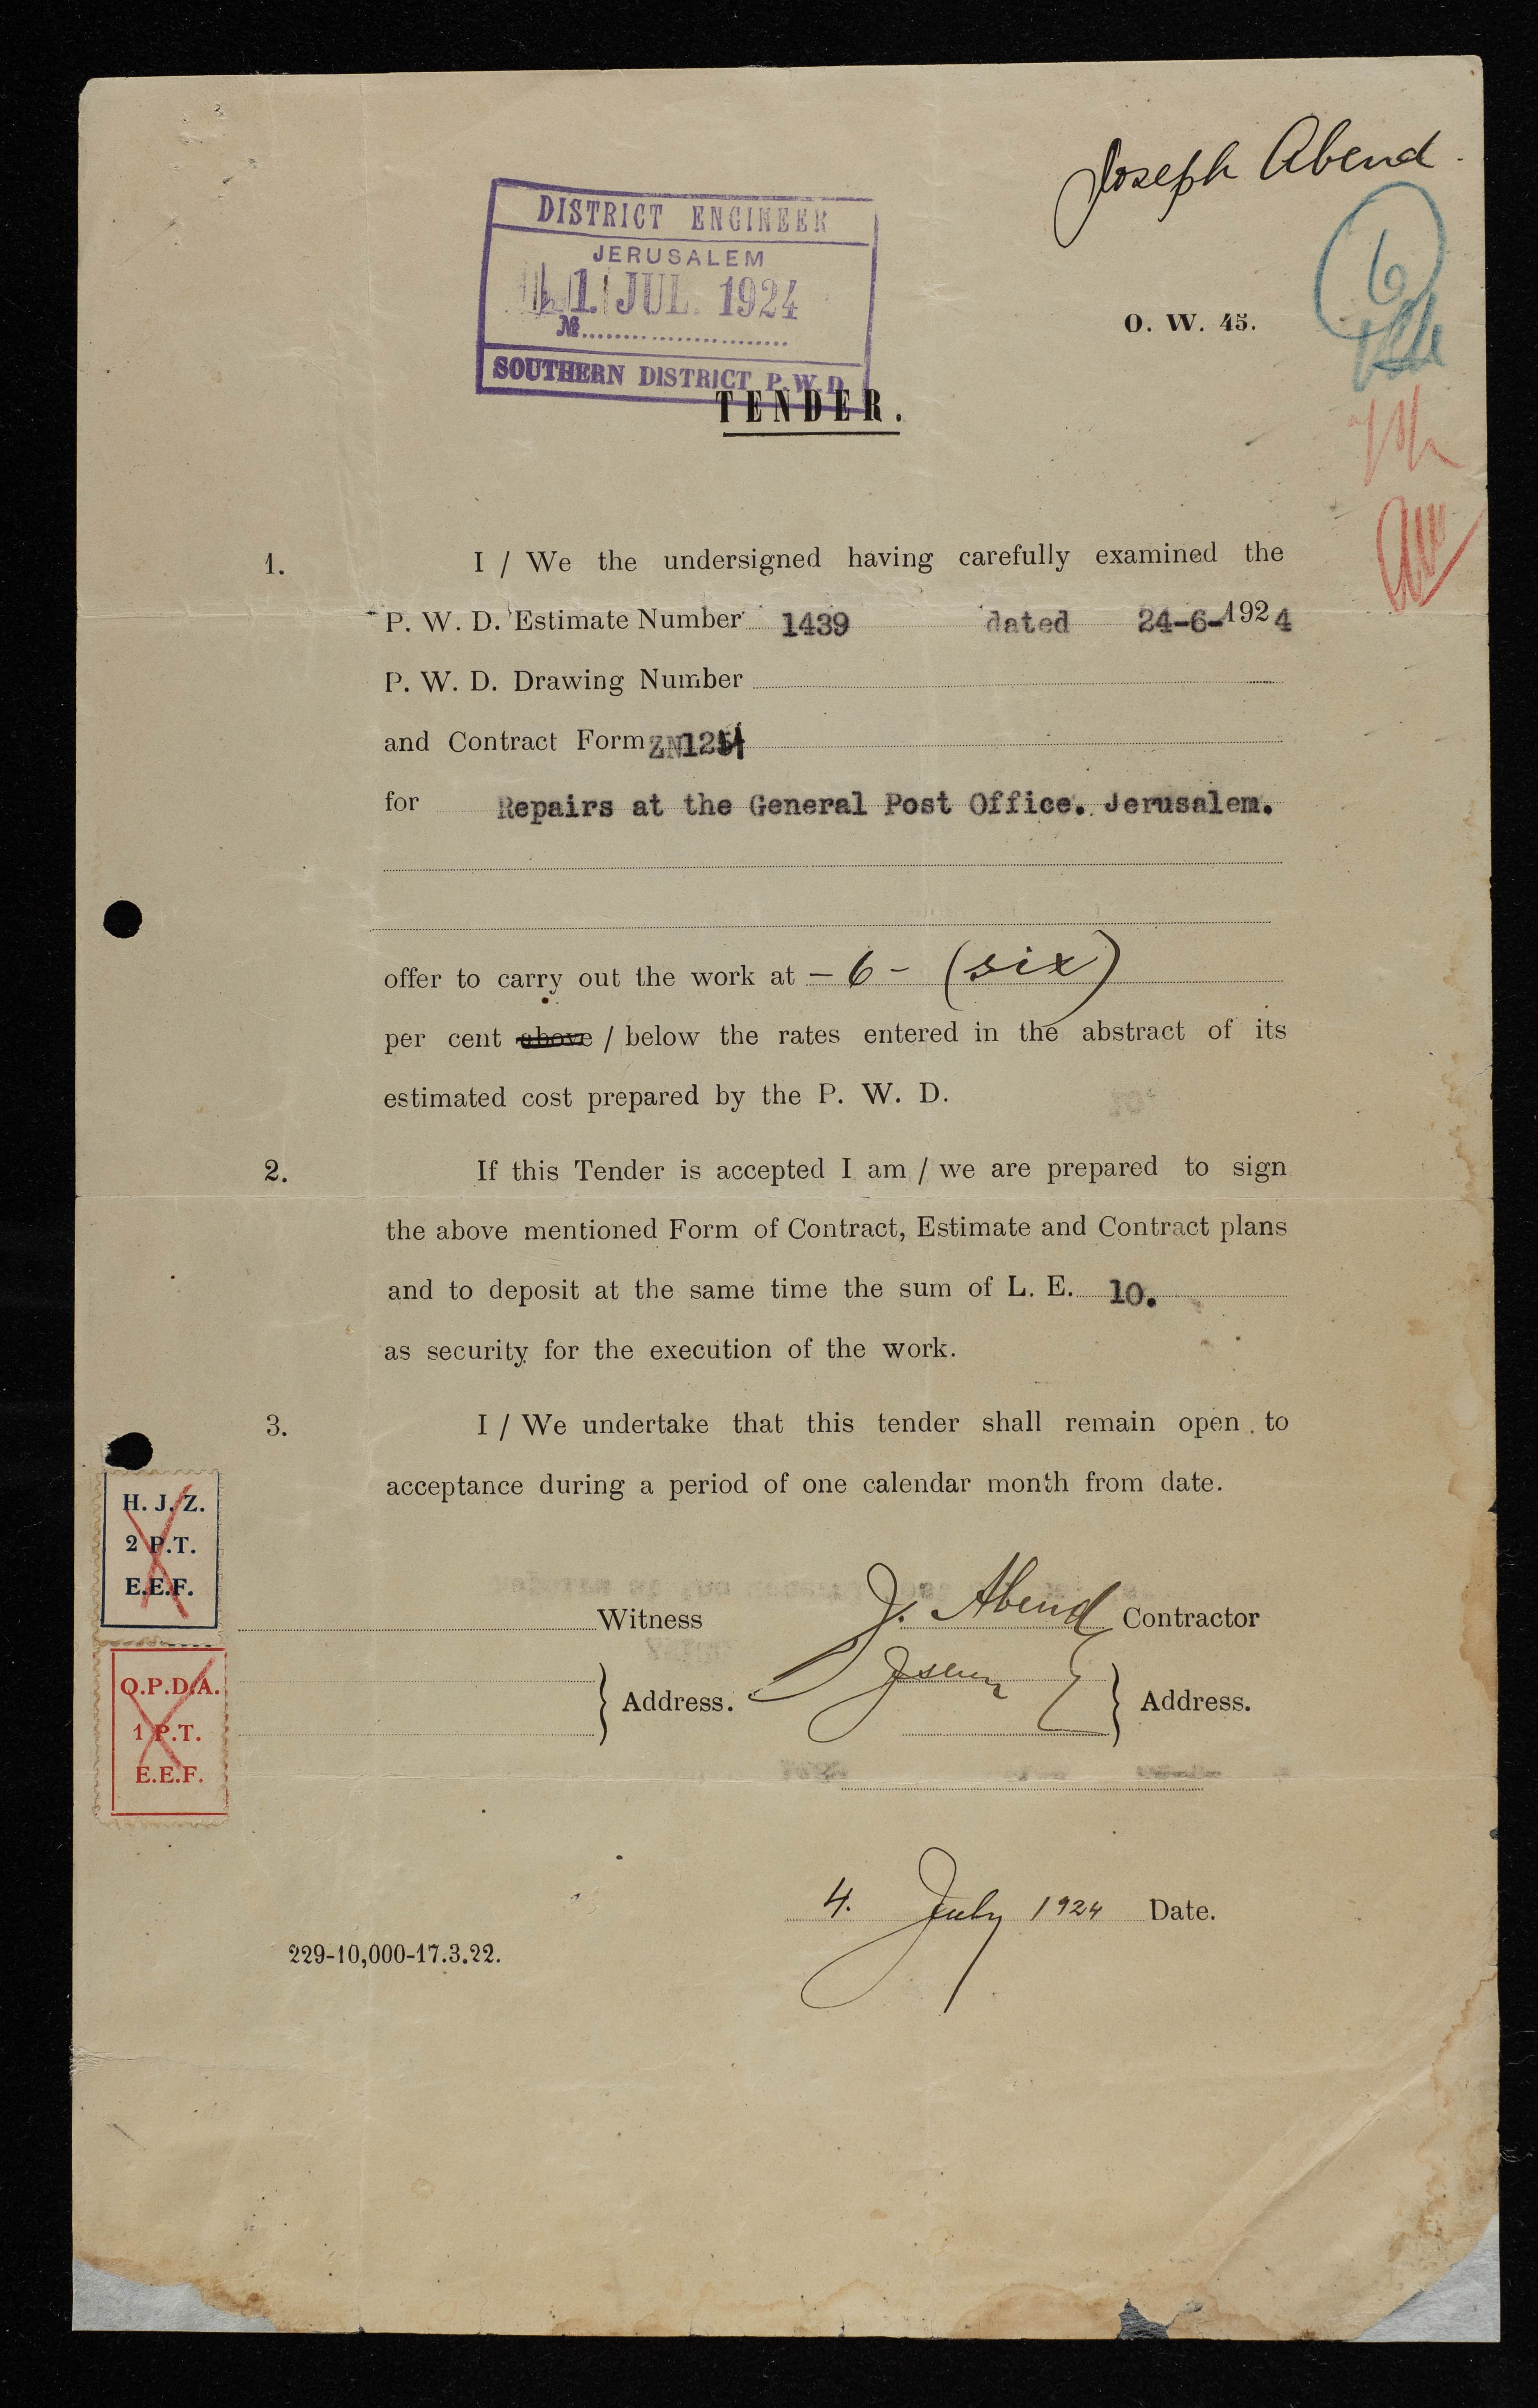 Joseph Abend.
DISTRICT ENGINEER
JERUSALEM
1 JUL. 1924
№
SOUTHERN DISTRICT P.W.D.
6
O. W. 45.
TENDER.
1. I / We the undersigned having carefully examined the
P. W. D. Estimate Number 1439 dated 24-6-1924
P. W. D. Drawing Number
and Contract Form ZN125
for Repairs at the General Post Office. Jerusalem.
offer to carry out the work at - 6 - (six)
per cent above / below the rates entered in the abstract of its
estimated cost prepared by the P. W. D.
2. If this Tender is accepted I am / we are prepared to sign
the above mentioned Form of Contract, Estimate and Contract plans
and to deposit at the same time the sum of L. E. 10.
as security for the execution of the work.
3. I / We undertake that this tender shall remain open to
acceptance during a period of one calendar month from date.
H. J. Z.
2 P.T.
E.E.F.
Witness J. Abend Contractor
O.P.D.A.
1 P.T.
E.E.F.
Address. Address.
4. July 1924 Date.
229-10,000-17.3.22.